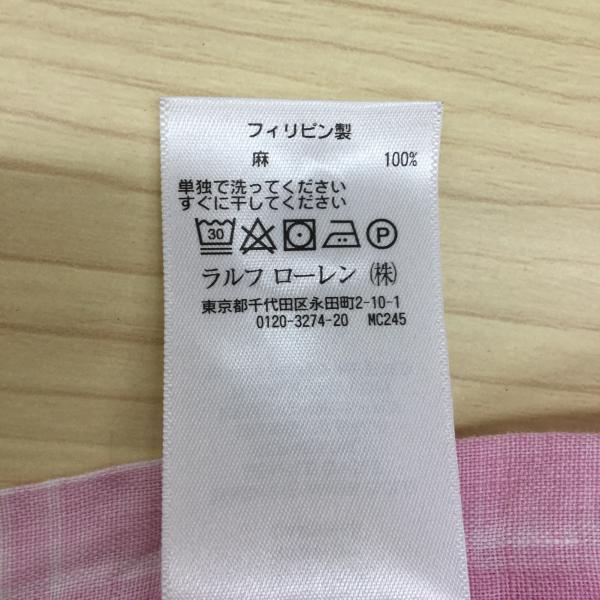 フィリピン製
麻 100%
単独で洗ってください
すぐに干してください
30 P
ラルフ ローレン (株)
東京都千代田区永田町2-10-1
0120-3274-20 MC245